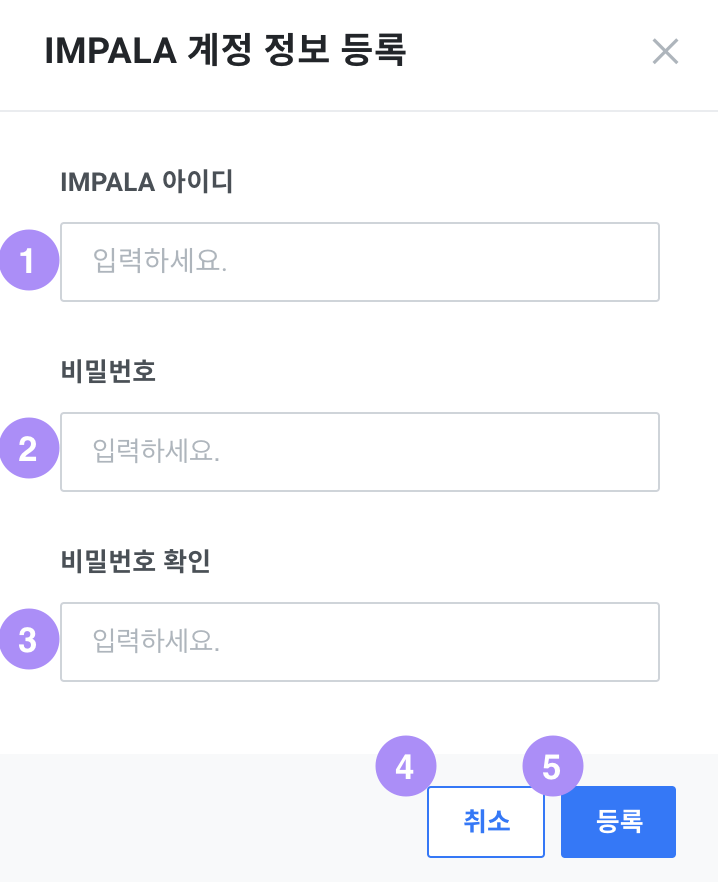 IMPALA 계정 정보 등록
IMPALA 아이디
1 입력하세요.
비밀번호
2 입력하세요.
비밀번호 확인
3 입력하세요.
4 5
취소 등록